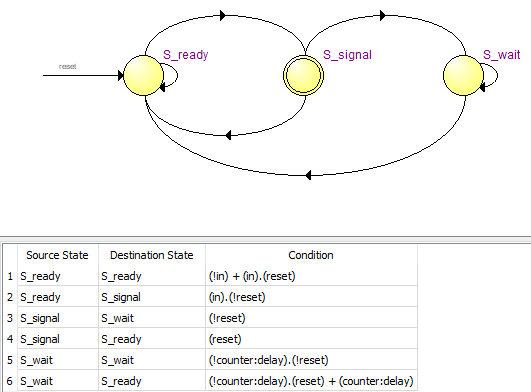 reset
S_ready
S_signal
S_wait
Source State Destination State Condition
1 S_ready S_ready (!in) + (in).(reset)
2 S_ready S_signal (in).(!reset)
3 S_signal S_wait (!reset)
4 S_signal S_ready (reset)
5 S_wait S_wait (!counter:delay).(!reset)
6 S_wait S_ready (!counter:delay).(reset) + (counter:delay)